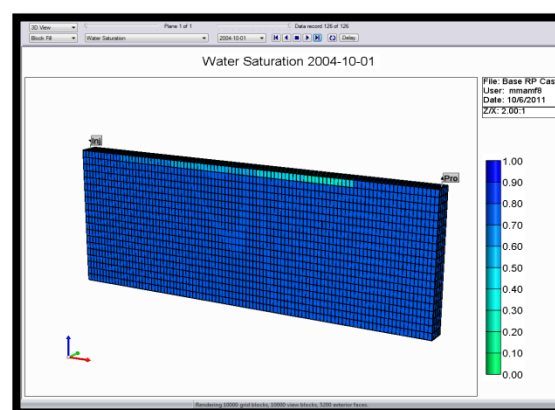 3D View
Plane 1 of 1
Data record 126 of 126
Block Fill
Water Saturation
2004-10-01
Delay
Water Saturation 2004-10-01
File: Base RP Cas
User: mmamf8
Date: 10/6/2011
Z/X: 2.00:1
Inj
Pro
1.00
0.90
0.80
0.70
0.60
0.50
0.40
0.30
0.20
0.10
0.00
Rendering 10000 grid blocks, 10000 view blocks, 5200 exterior faces.